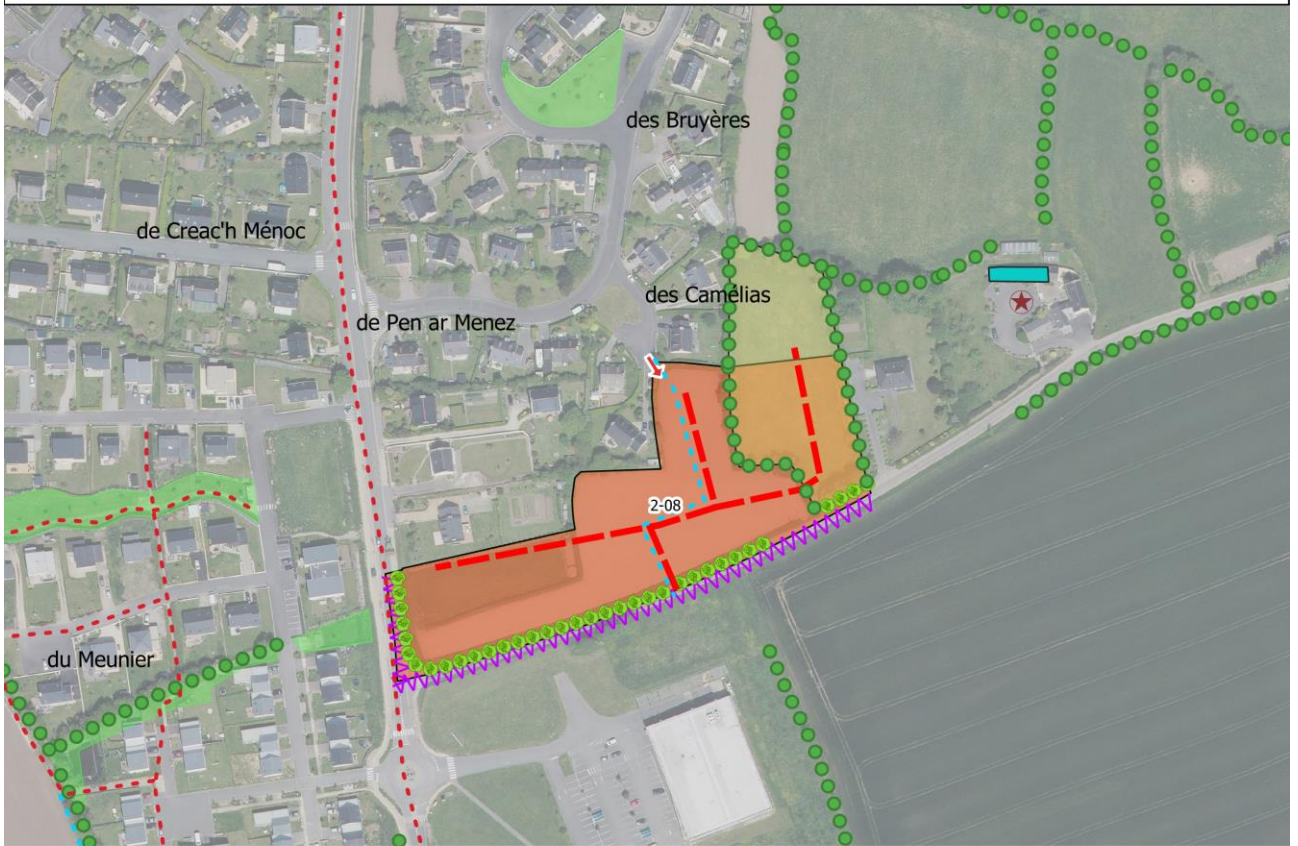 des Bruyères
de Creac'h Ménoc
des Camélias
de Pen ar Menez
2-08
du Meunier